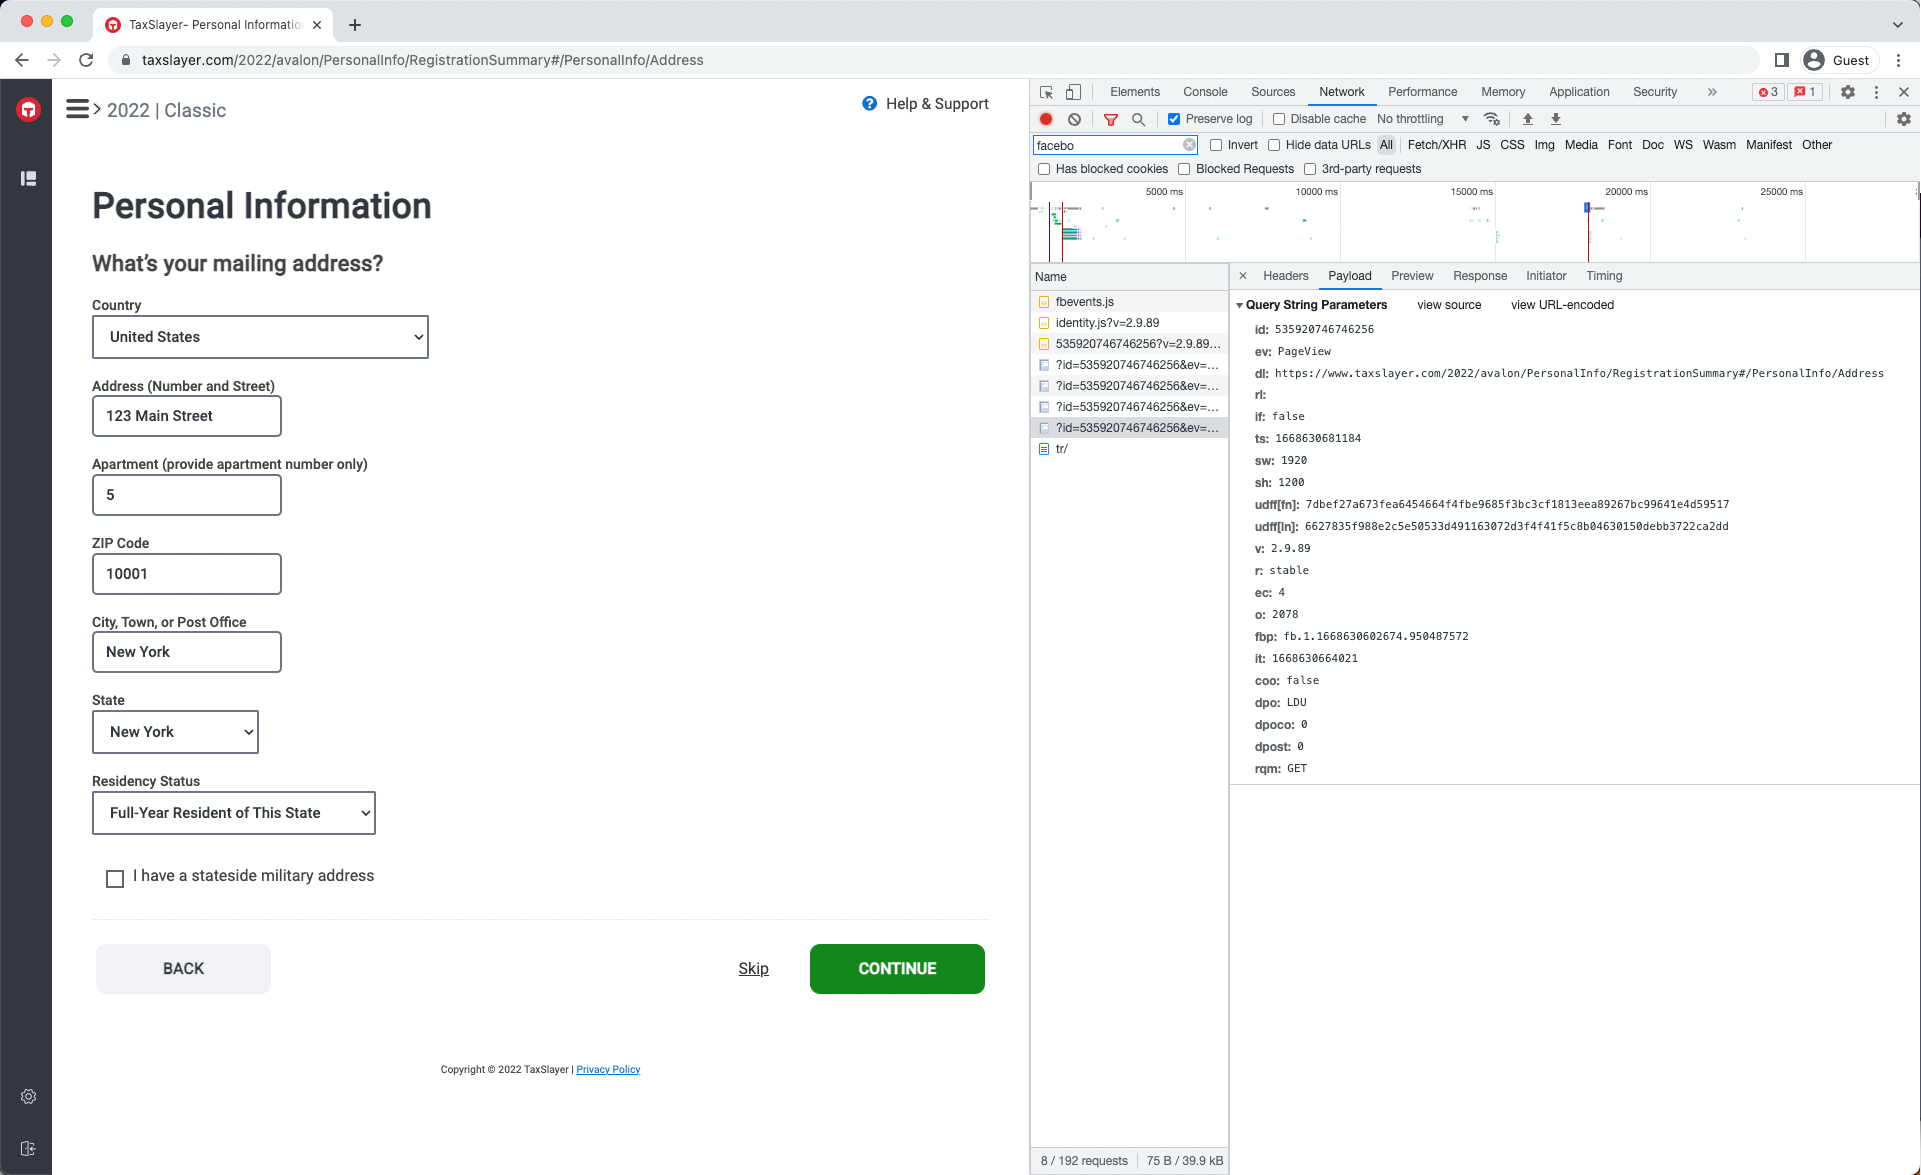 TaxSlayer- Personal Informatio
taxslayer.com/2022/avalon/PersonalInfo/RegistrationSummary#/PersonalInfo/Address
Guest
2022 | Classic
Help & Support
Personal Information
What's your mailing address?
Country
United States
Address (Number and Street)
123 Main Street
Apartment (provide apartment number only)
5
ZIP Code
10001
City, Town, or Post Office
New York
State
New York
Residency Status
Full-Year Resident of This State
I have a stateside military address
BACK
Skip
CONTINUE
Copyright © 2022 TaxSlayer | Privacy Policy
Elements Console Sources Network Performance Memory Application Security 3 1
Preserve log Disable cache No throttling
facebo Invert Hide data URLs All Fetch/XHR JS CSS Img Media Font Doc WS Wasm Manifest Other
Has blocked cookies Blocked Requests 3rd-party requests
5000 ms 10000 ms 15000 ms 20000 ms 25000 ms
Name
fbevents.js
identity.js?v=2.9.89
535920746746256?v=2.9.89...
?id=535920746746256&ev=...
?id=535920746746256&ev=...
?id=535920746746256&ev=...
?id=535920746746256&ev=...
tr/
8 / 192 requests 75 B / 39.9 kB
Headers Payload Preview Response Initiator Timing
Query String Parameters view source view URL-encoded
id: 535920746746256
ev: PageView
dl: https://www.taxslayer.com/2022/avalon/PersonalInfo/RegistrationSummary#/PersonalInfo/Address
rl:
if: false
ts: 1668630681184
sw: 1920
sh: 1200
udff[fn]: 7dbef27a673fea6454664f4fbe9685f3bc3cf1813eea89267bc99641e4d59517
udff[ln]: 6627835f988e2c5e50533d491163072d3f4f41f5c8b04630150debb3722ca2dd
v: 2.9.89
r: stable
ec: 4
o: 2078
fbp: fb.1.1668630602674.950487572
it: 1668630664021
coo: false
dpo: LDU
dpoco: 0
dpost: 0
rqm: GET